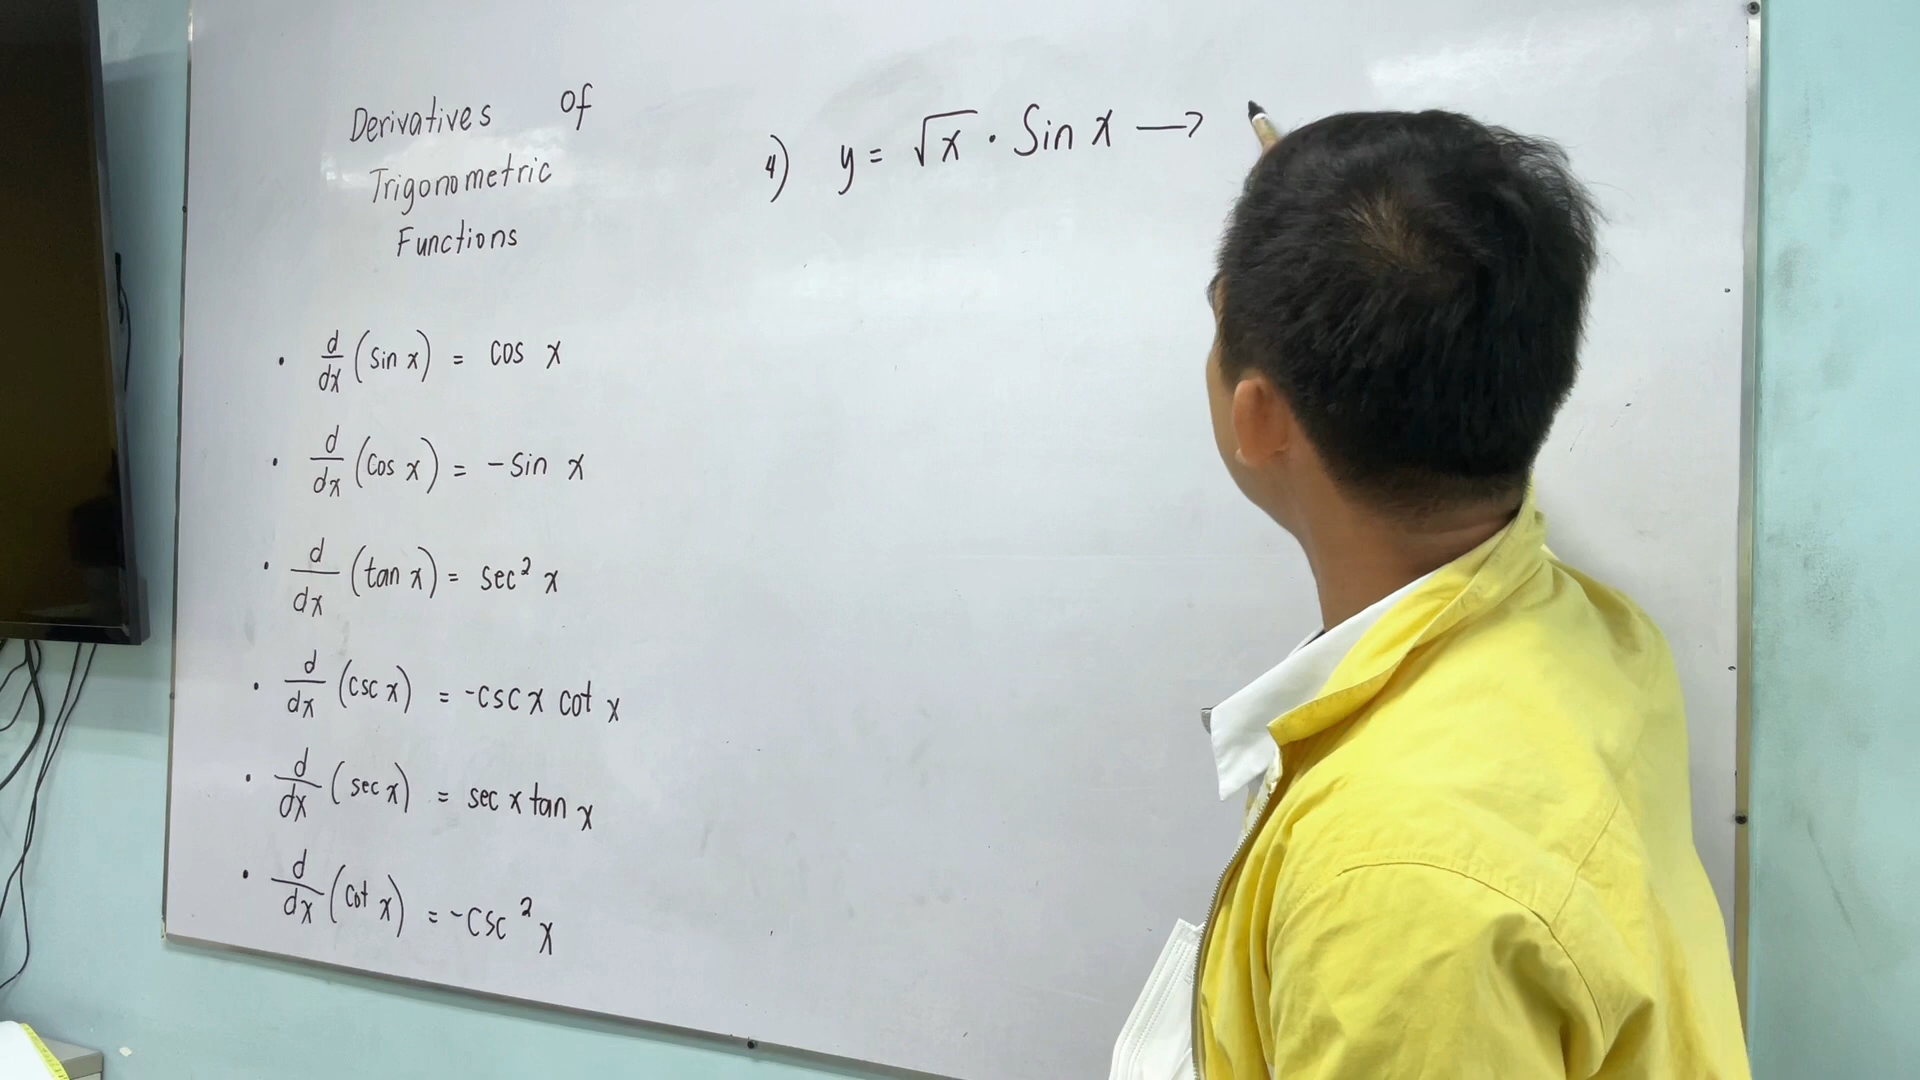 Derivatives of
Trigonometric
Functions
• d/dx (sin x) = cos x
• d/dx (cos x) = -sin x
• d/dx (tan x) = sec² x
• d/dx (csc x) = -csc x cot x
• d/dx (sec x) = sec x tan x
• d/dx (cot x) = -csc² x
4) y = √x · Sin x →